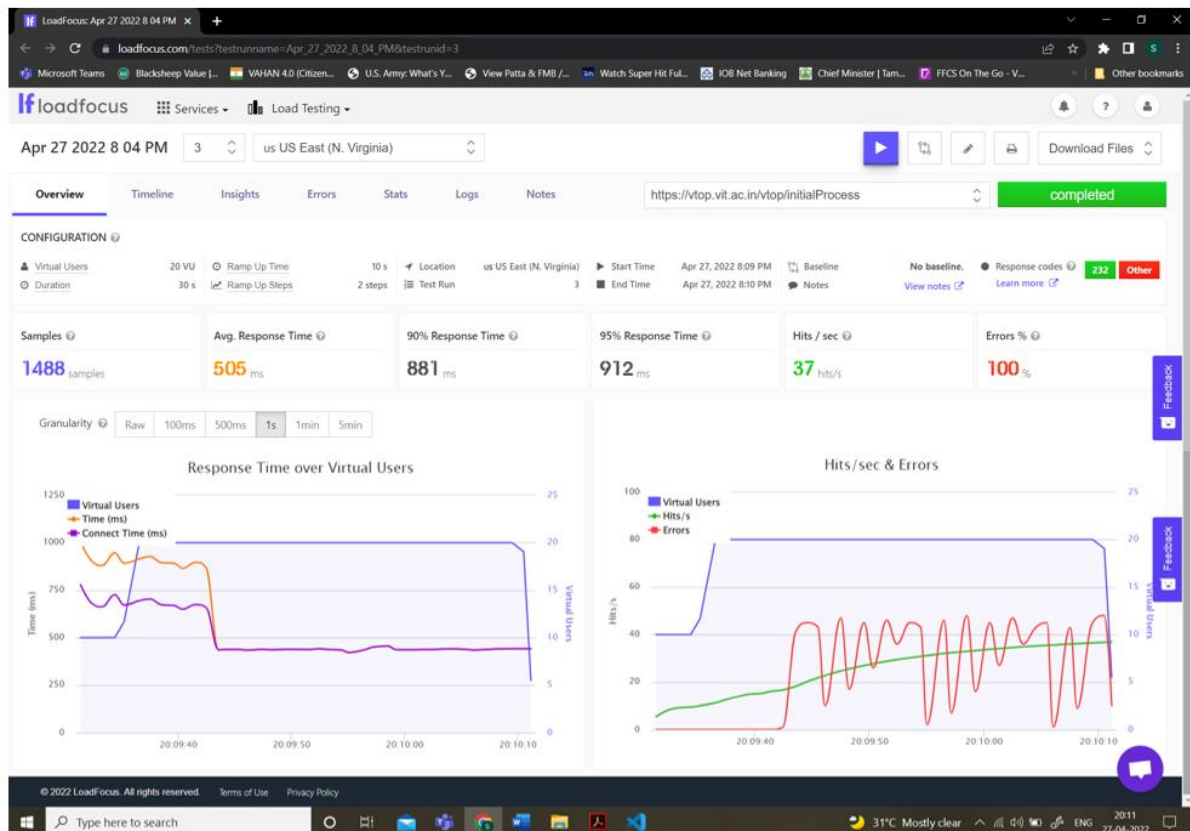 LoadFocus: Apr 27 2022 8 04 PM
loadfocus.com/tests?testrunname=Apr_27_2022_8_04_PM&testrunid=3
Microsoft Teams Blacksheep Value |... VAHAN 4.0 (Citizen... U.S. Army: What's Y... View Patta & FMB /... Watch Super Hit Ful... IOB Net Banking Chief Minister | Tam... FFCS On The Go - V... Other bookmarks
lf loadfocus Services Load Testing
Apr 27 2022 8 04 PM 3 us US East (N. Virginia) Download Files
Overview Timeline Insights Errors Stats Logs Notes https://vtop.vit.ac.in/vtop/initialProcess completed
CONFIGURATION
Virtual Users 20 VU Ramp Up Time 10 s Location us US East (N. Virginia) Start Time Apr 27, 2022 8:09 PM Baseline No baseline. Response codes 232 Other
Duration 30 s Ramp Up Steps 2 steps Test Run 3 End Time Apr 27, 2022 8:10 PM Notes View notes Learn more
Samples Avg. Response Time 90% Response Time 95% Response Time Hits / sec Errors %
1488 samples 505 ms 881 ms 912 ms 37 hits/s 100 %
Feedback
Granularity Raw 100ms 500ms 1s 1min 5min
Response Time over Virtual Users
1250 25
Virtual Users
Time (ms)
Connect Time (ms)
1000 20
750 15
500 10
250 5
0 0
Time (ms)
Virtual Users
20:09:40 20:09:50 20:10:00 20:10:10
Hits/sec & Errors
100 25
Virtual Users
Hits/s
Errors
80 20
60 15
40 10
20 5
0 0
Hits/s
Virtual Users
20:09:40 20:09:50 20:10:00 20:10:10
Feedback
© 2022 LoadFocus. All rights reserved. Terms of Use Privacy Policy
Type here to search 31°C Mostly clear ENG 20:11
27-04-2022